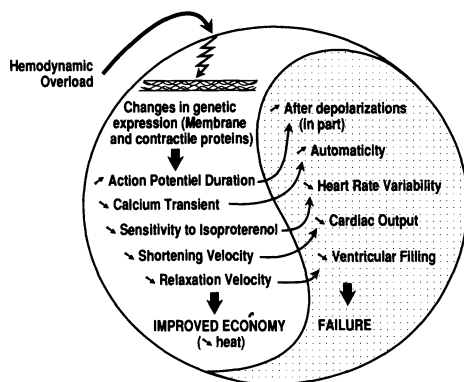 Hemodynamic
Overload
Changes in genetic
expression (Membrane
and contractile proteins)
↗ Action Potentiel Duration
↘ Calcium Transient
↘ Sensitivity to Isoproterenol
↘ Shortening Velocity
↘ Relaxation Velocity
IMPROVED ECONOMY
(↘ heat)
↗ After depolarizations
(in part)
↗ Automaticity
↘ Heart Rate Variability
↘ Cardiac Output
↘ Ventricular Filling
FAILURE